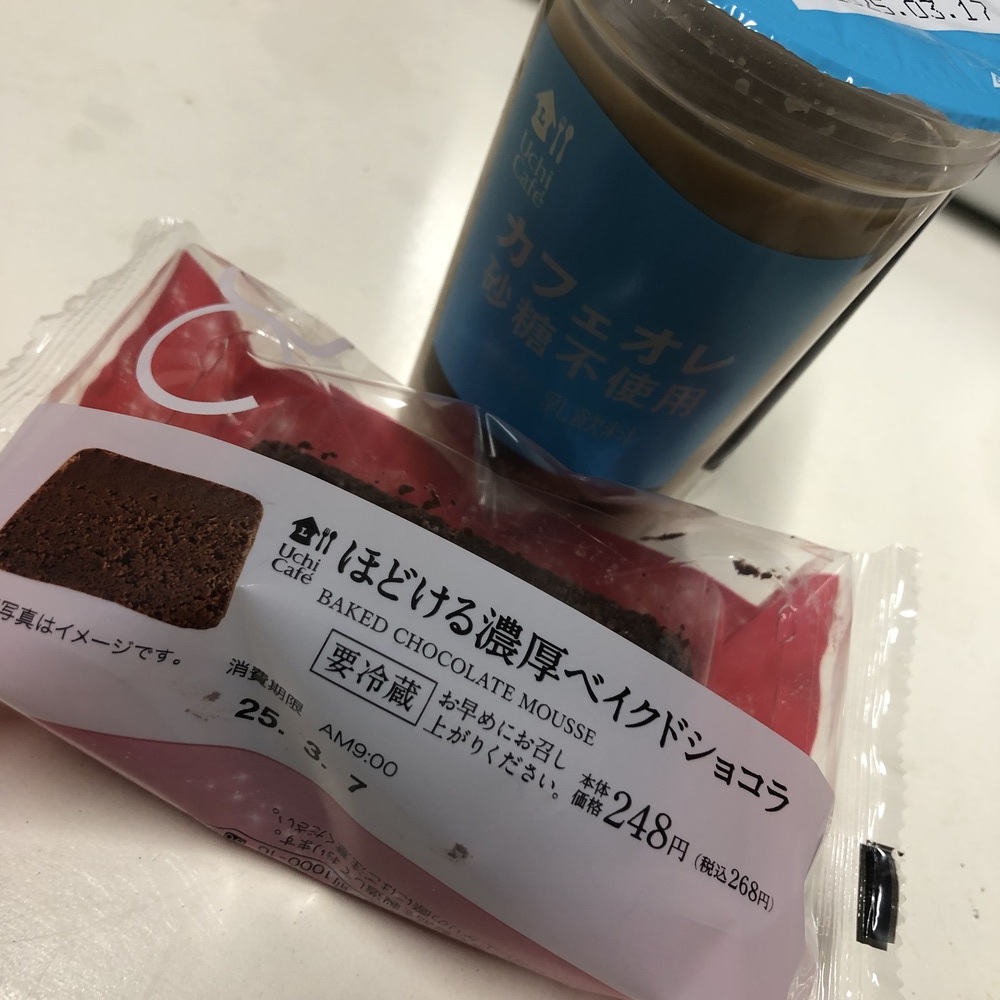 25.03.17
Uchi
Café
カフェオレ
砂糖不使用
乳飲料
Uchi
Café
ほどける濃厚ベイクドショコラ
BAKED CHOCOLATE MOUSSE
写真はイメージです。
要冷蔵
お早めにお召し
上がりください。
消費期限
25. 3. 7
AM9:00
本体
価格
248円
(税込268円)